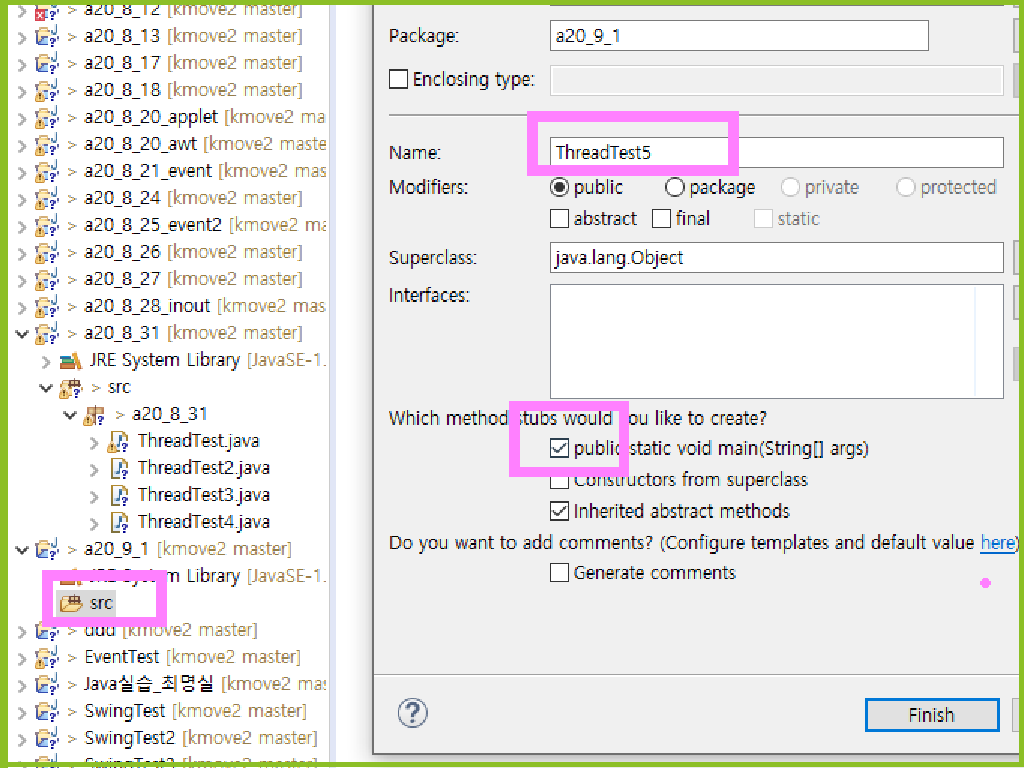 > a20_8_12 [kmove2 master]
> a20_8_13 [kmove2 master]
> a20_8_17 [kmove2 master]
> a20_8_18 [kmove2 master]
> a20_8_20_applet [kmove2 ma
> a20_8_20_awt [kmove2 maste
> a20_8_21_event [kmove2 mas
> a20_8_24 [kmove2 master]
> a20_8_25_event2 [kmove2 ma
> a20_8_26 [kmove2 master]
> a20_8_27 [kmove2 master]
> a20_8_28_inout [kmove2 mas
> a20_8_31 [kmove2 master]
JRE System Library [JavaSE-1.
> src
> a20_8_31
ThreadTest.java
ThreadTest2.java
ThreadTest3.java
ThreadTest4.java
> a20_9_1 [kmove2 master]
JRE System Library [JavaSE-1.
src
> ddd [kmove2 master]
> EventTest [kmove2 master]
> Java실습_최명실 [kmove2 mas
> SwingTest [kmove2 master]
> SwingTest2 [kmove2 master]
Package: a20_9_1
Enclosing type:
Name: ThreadTest5
Modifiers: public package private protected
abstract final static
Superclass: java.lang.Object
Interfaces:
Which method stubs would you like to create?
public static void main(String[] args)
Constructors from superclass
Inherited abstract methods
Do you want to add comments? (Configure templates and default value here)
Generate comments
? Finish